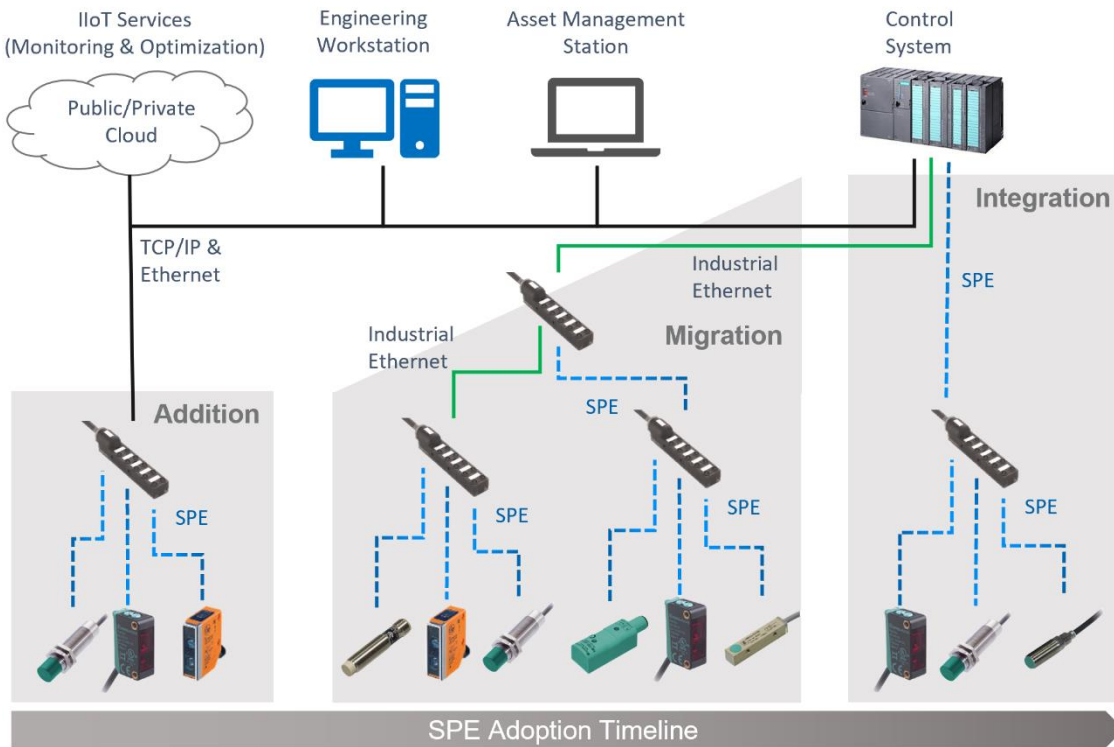 IIoT Services
(Monitoring & Optimization)
Engineering
Workstation
Asset Management
Station
Control
System
Public/Private
Cloud
Integration
TCP/IP &
Ethernet
Industrial
Ethernet
SPE
Migration
Industrial
Ethernet
SPE
Addition
SPE
SPE
SPE
SPE
SPE Adoption Timeline